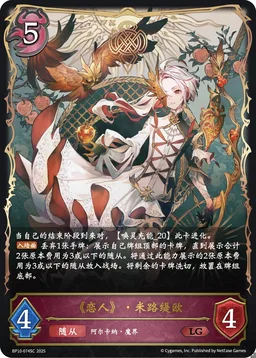 5
当自己的结束阶段到来时，【唤灵充能_20】此卡进化。
入场曲 丢弃1张手牌：展示自己牌组顶部的卡牌，直到展示合计
2张原本费用为3或以下的随从。将通过此能力展示的2张原本费
用为3或以下的随从放入战场。将剩余的卡牌洗切，放置在牌组
底部。
《恋人》·米路缇欧
4
随从
阿尔卡纳·魔界
LG
4
BP10-074SC 2025
© Cygames, Inc. Published by NetEase Games